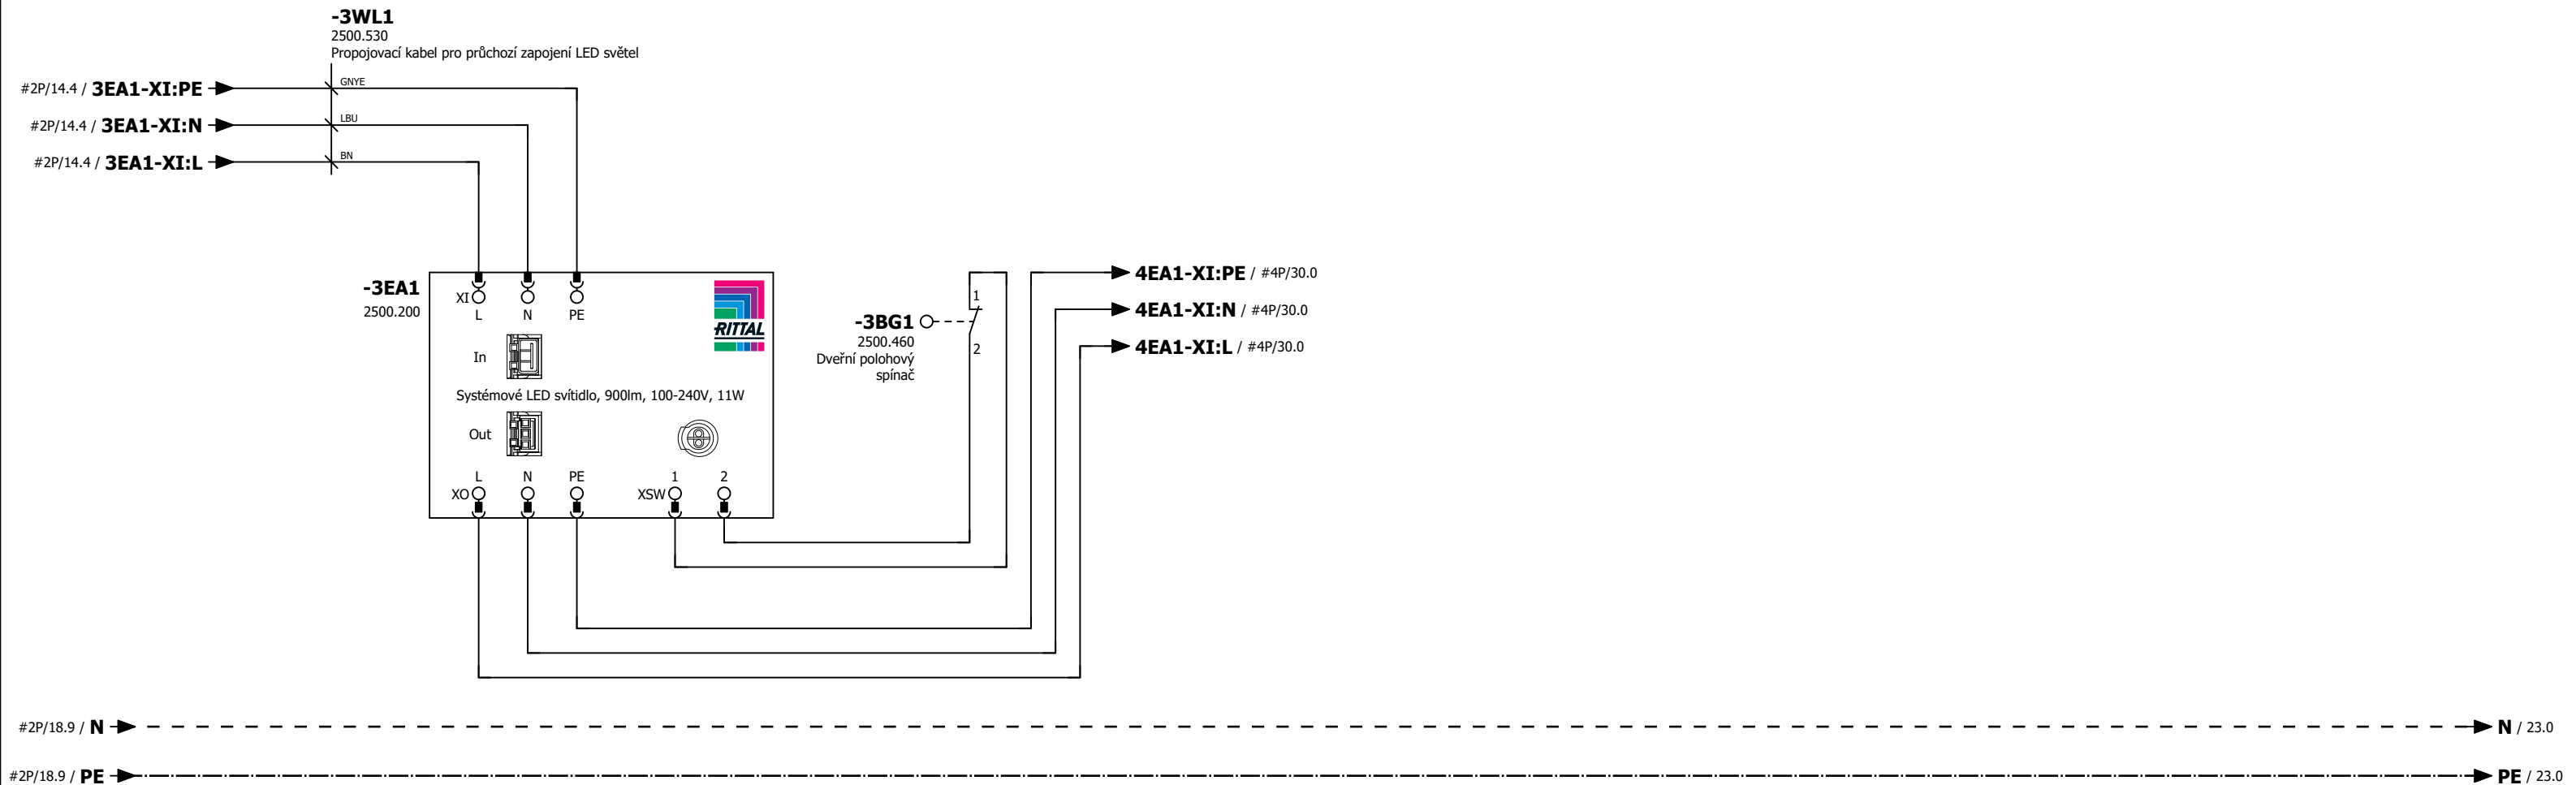 -3WL1
2500.530
Propojovací kabel pro průchozí zapojení LED světel
#2P/14.4 / 3EA1-XI:PE
GNYE
#2P/14.4 / 3EA1-XI:N
LBU
#2P/14.4 / 3EA1-XI:L
BN
-3EA1
2500.200
XI
L N PE
RITTAL
In
Systémové LED svítidlo, 900lm, 100-240V, 11W
Out
L N PE 1 2
XO XSW
-3BG1
2500.460
Dveřní polohový
spínač
1
2
4EA1-XI:PE / #4P/30.0
4EA1-XI:N / #4P/30.0
4EA1-XI:L / #4P/30.0
#2P/18.9 / N
N / 23.0
#2P/18.9 / PE
PE / 23.0